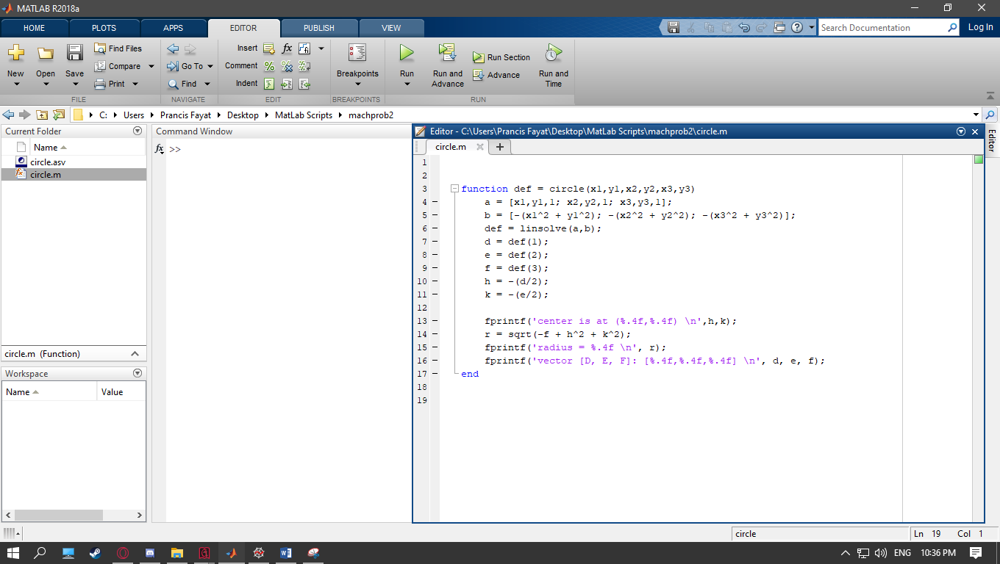 MATLAB R2018a
HOME PLOTS APPS EDITOR PUBLISH VIEW
Search Documentation
Log In
New
Open
Save
Find Files
Compare
Print
FILE
Go To
Find
NAVIGATE
Insert fx
Comment
Indent
EDIT
Breakpoints
BREAKPOINTS
Run
Run and
Advance
Run Section
Advance
Run and
Time
RUN
C: Users Prancis Fayat Desktop MatLab Scripts machprob2
Current Folder
Name
circle.asv
circle.m
circle.m (Function)
Workspace
Name Value
Command Window
fx >>
Editor - C:\Users\Prancis Fayat\Desktop\MatLab Scripts\machprob2\circle.m
Editor
circle.m +
1
2
3 function def = circle(x1,y1,x2,y2,x3,y3)
4 – a = [x1,y1,1; x2,y2,1; x3,y3,1];
5 – b = [-(x1^2 + y1^2); -(x2^2 + y2^2); -(x3^2 + y3^2)];
6 – def = linsolve(a,b);
7 – d = def(1);
8 – e = def(2);
9 – f = def(3);
10 – h = -(d/2);
11 – k = -(e/2);
12
13 – fprintf('center is at (%.4f,%.4f) \n',h,k);
14 – r = sqrt(-f + h^2 + k^2);
15 – fprintf('radius = %.4f \n', r);
16 – fprintf('vector [D, E, F]: [%.4f,%.4f,%.4f] \n', d, e, f);
17 – end
18
19
circle
Ln 19 Col 1
ENG 10:36 PM